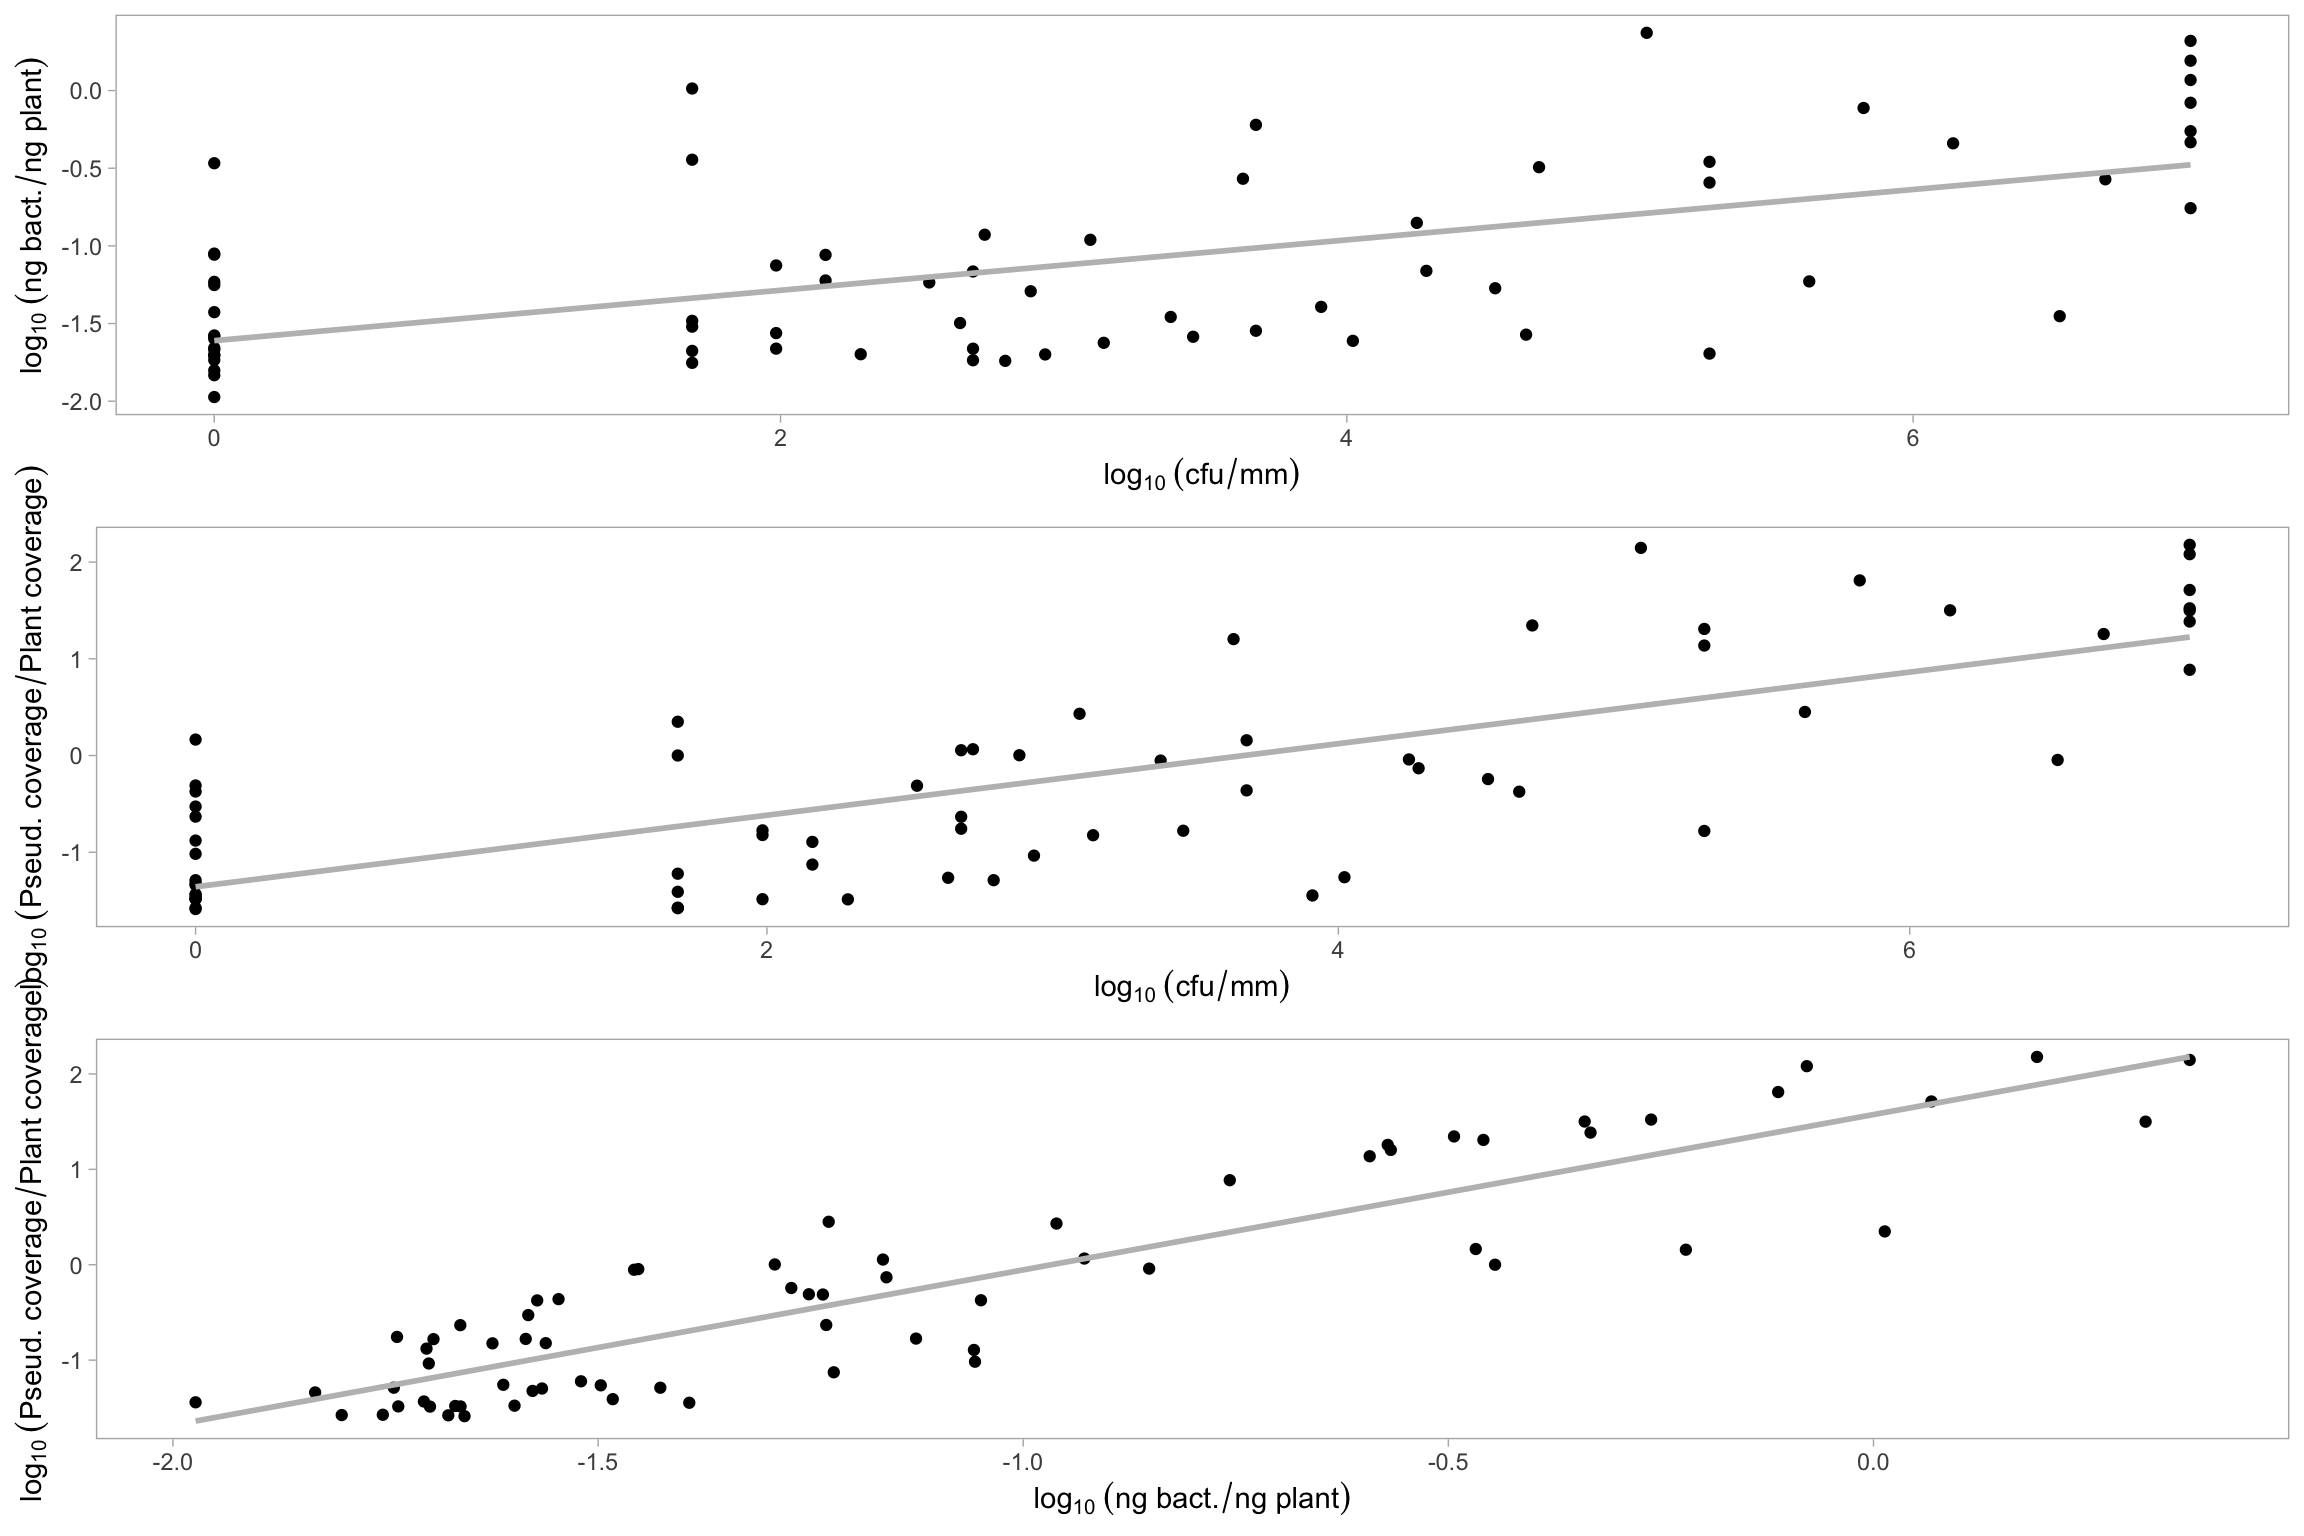 log10 (ng bact./ng plant)
0.0
-0.5
-1.0
-1.5
-2.0
0 2 4 6
log10 (cfu/mm)
log10 (Pseud. coverage/Plant coverage)
2
1
0
-1
0 2 4 6
log10 (cfu/mm)
log10 (Pseud. coverage/Plant coverage)
2
1
0
-1
-2.0 -1.5 -1.0 -0.5 0.0
log10 (ng bact./ng plant)